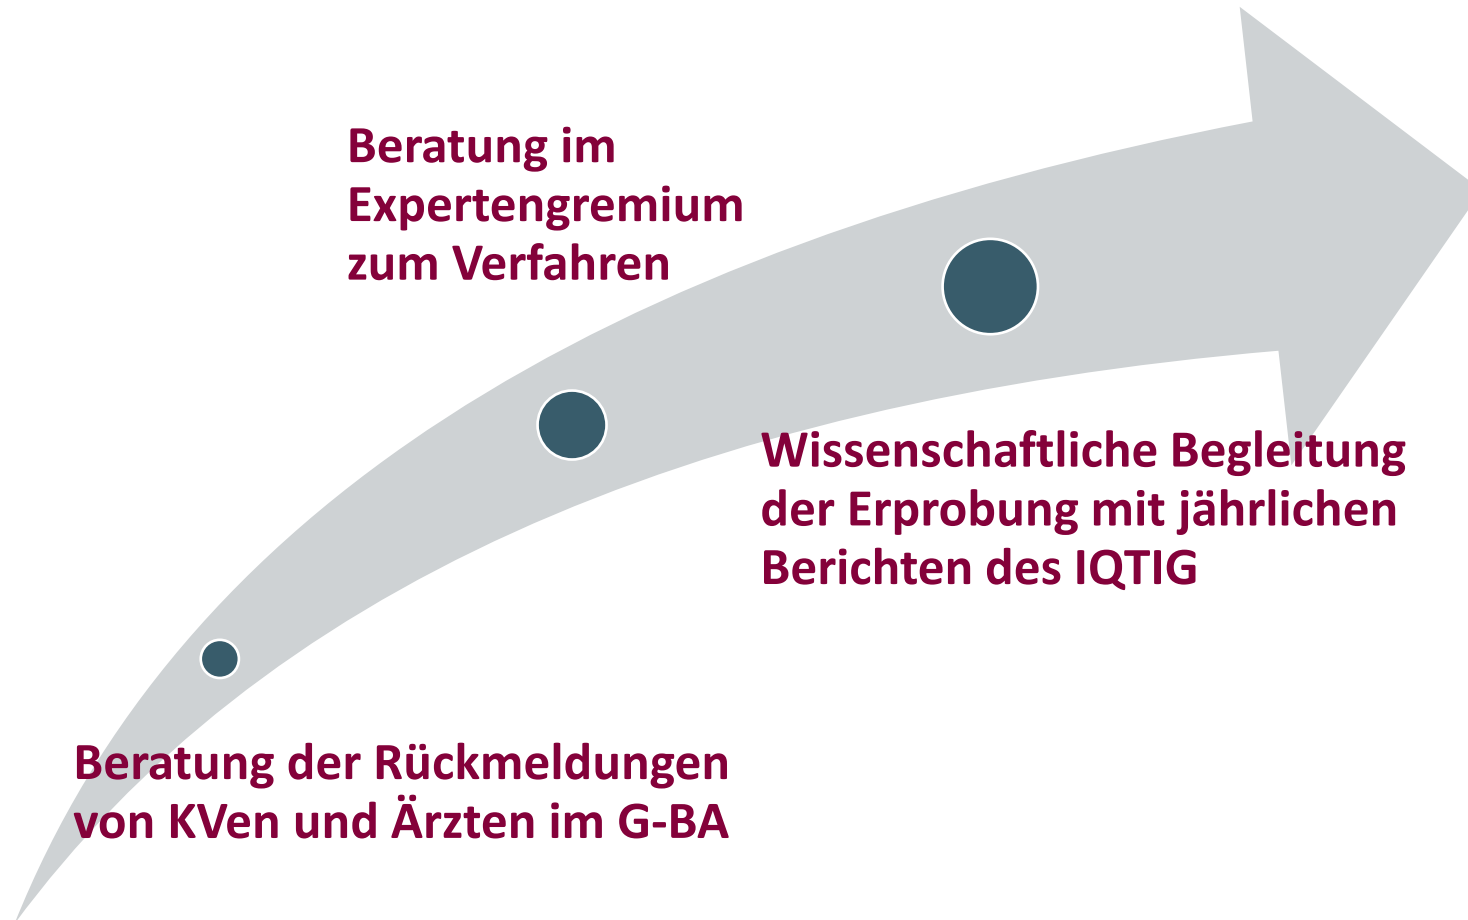 Beratung im
Expertengremium
zum Verfahren
Wissenschaftliche Begleitung
der Erprobung mit jährlichen
Berichten des IQTIG
Beratung der Rückmeldungen
von KVen und Ärzten im G-BA